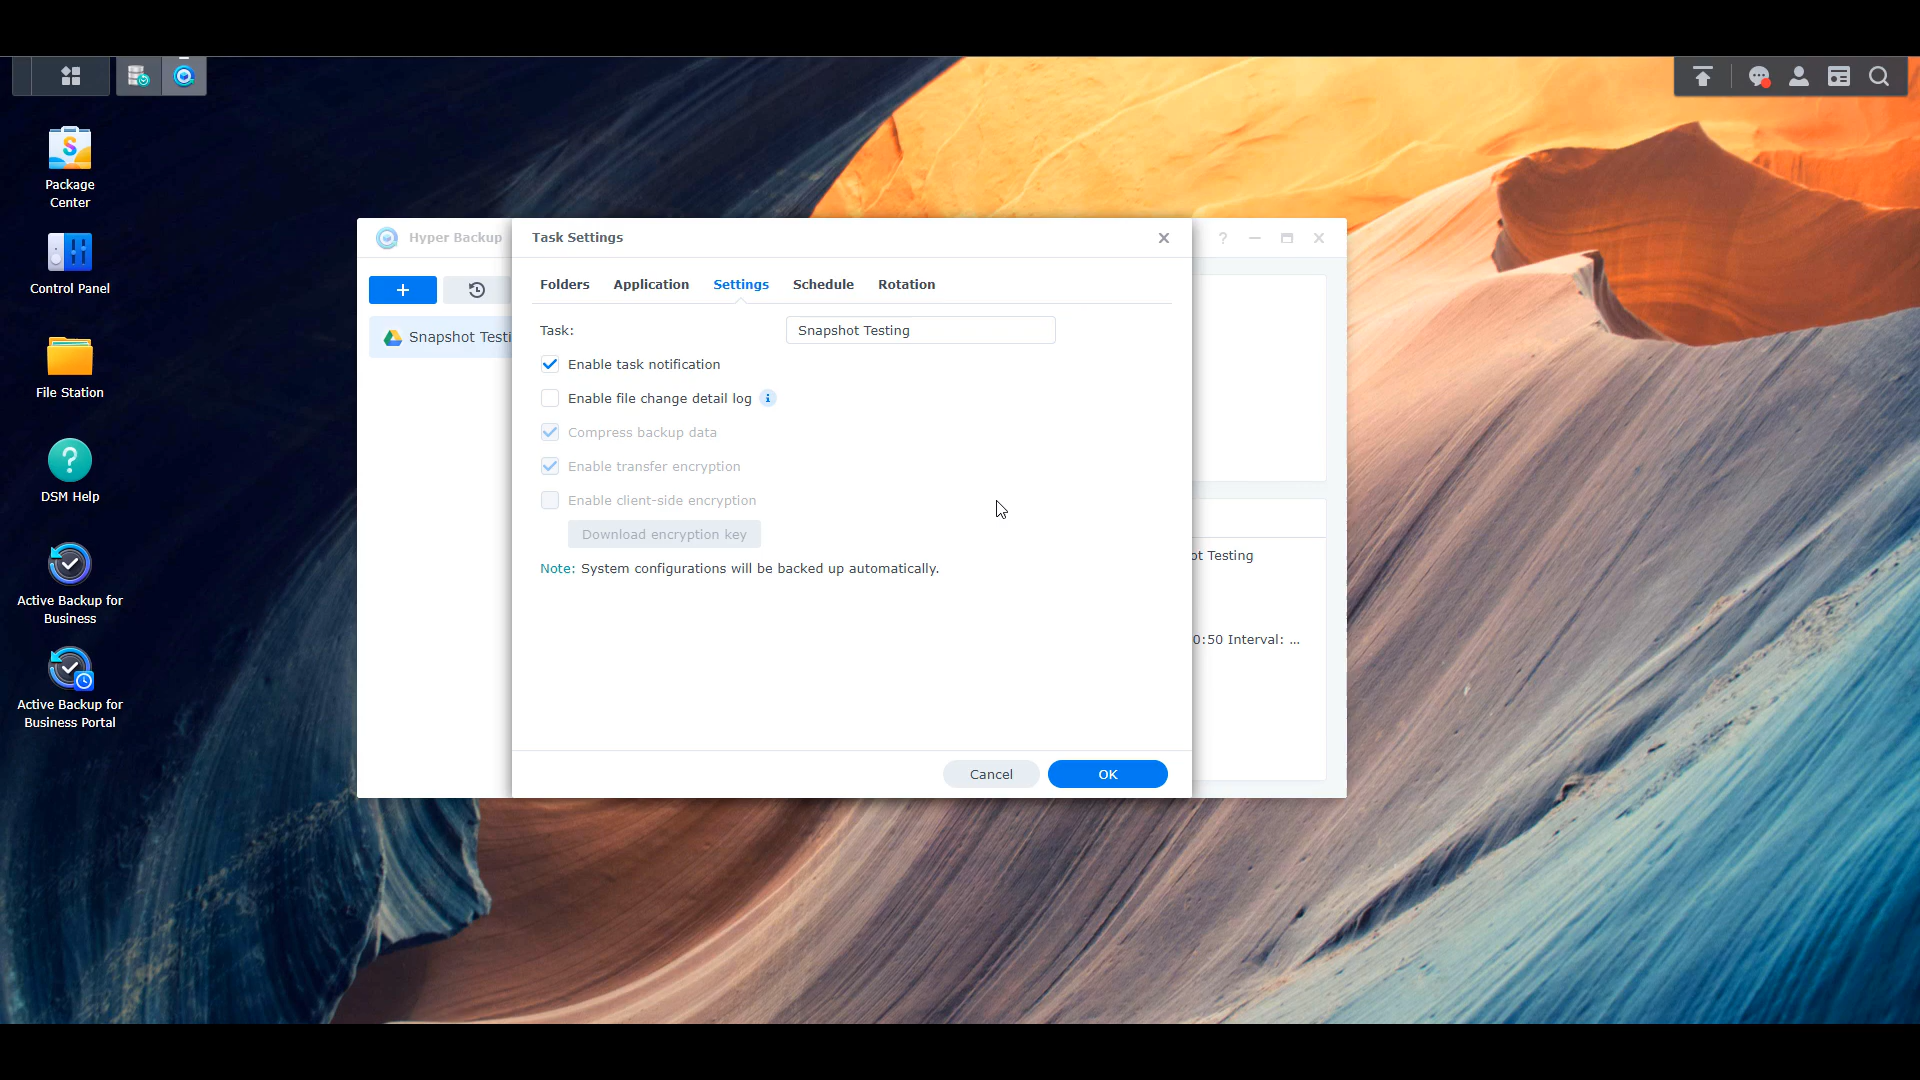 Package
Center
Control Panel
File Station
DSM Help
Active Backup for
Business
Active Backup for
Business Portal
Hyper Backup
Snapshot Testi
Task Settings
Folders Application Settings Schedule Rotation
Task: Snapshot Testing
Enable task notification
Enable file change detail log
Compress backup data
Enable transfer encryption
Enable client-side encryption
Download encryption key
Note: System configurations will be backed up automatically.
Cancel OK
ot Testing
0:50 Interval: ...